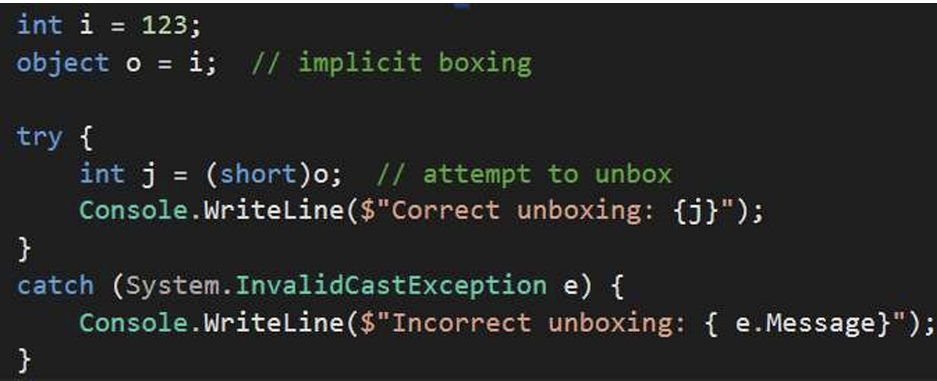 int i = 123;
object o = i;  // implicit boxing

try {
    int j = (short)o;  // attempt to unbox
    Console.WriteLine($"Correct unboxing: {j}");
}
catch (System.InvalidCastException e) {
    Console.WriteLine($"Incorrect unboxing: { e.Message}");
}